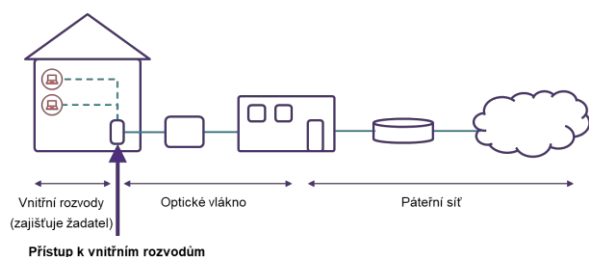 Vnitřní rozvody
(zajišťuje žadatel)
Optické vlákno
Páteřní síť
Přístup k vnitřním rozvodům